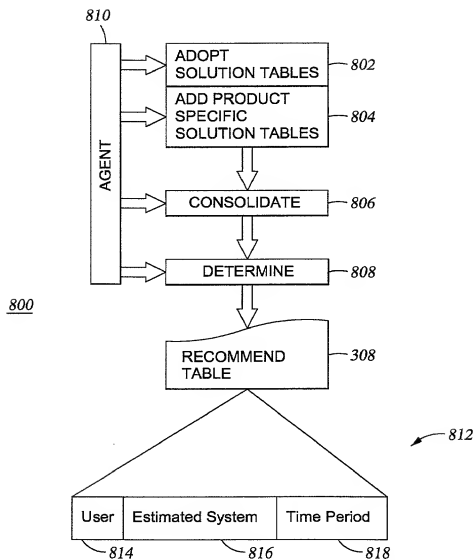 810
ADOPT
SOLUTION TABLES
802
ADD PRODUCT
SPECIFIC
SOLUTION TABLES
804
AGENT
CONSOLIDATE
806
DETERMINE
808
800
RECOMMEND
TABLE
308
812
User
Estimated System
Time Period
814
816
818